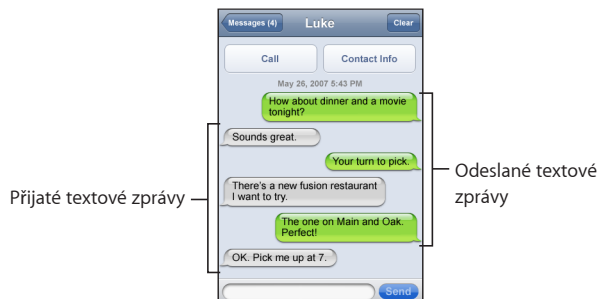 Messages (4)
Luke
Clear
Call
Contact Info
May 26, 2007 5:43 PM
How about dinner and a movie
tonight?
Sounds great.
Your turn to pick.
There's a new fusion restaurant
I want to try.
The one on Main and Oak.
Perfect!
OK. Pick me up at 7.
Send
Přijaté textové zprávy
Odeslané textové
zprávy